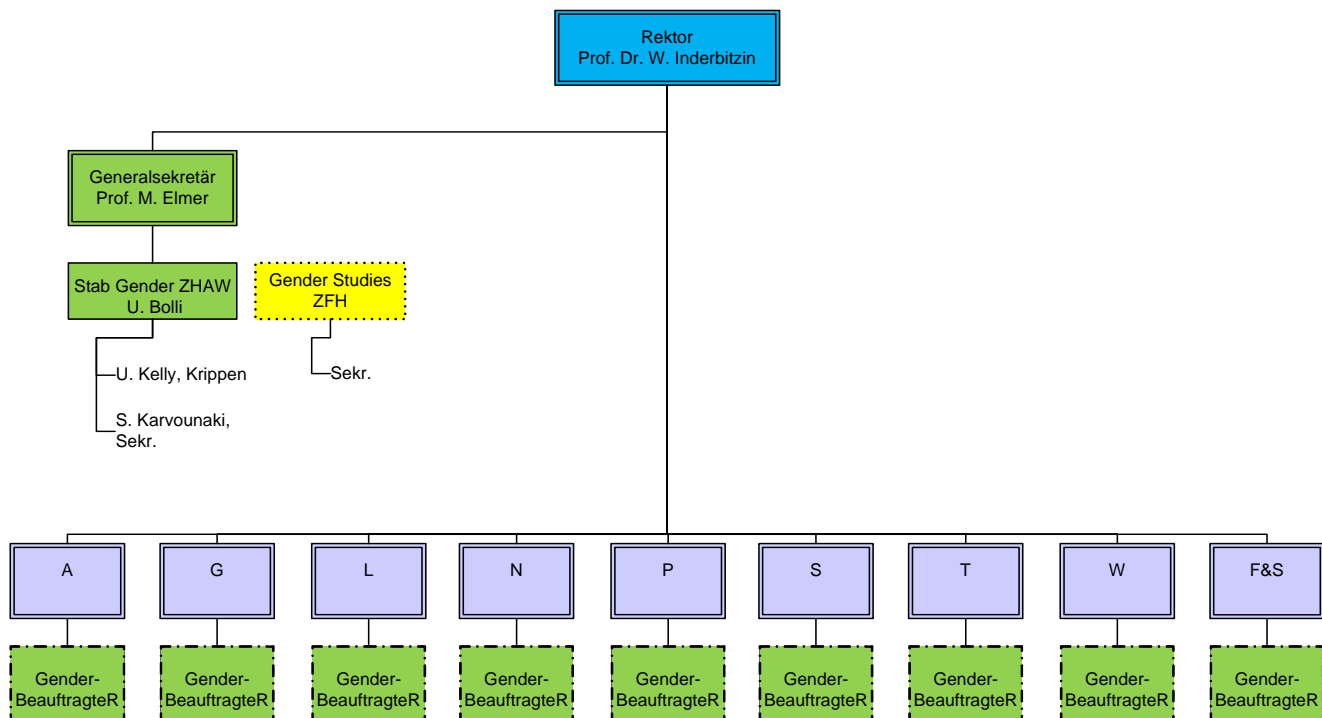 Rektor
Prof. Dr. W. Inderbitzin
Generalsekretär
Prof. M. Elmer
Stab Gender ZHAW
U. Bolli
Gender Studies
ZFH
U. Kelly, Krippen
Sekr.
S. Karvounaki,
Sekr.
A
G
L
N
P
S
T
W
F&S
Gender-
BeauftragteR
Gender-
BeauftragteR
Gender-
BeauftragteR
Gender-
BeauftragteR
Gender-
BeauftragteR
Gender-
BeauftragteR
Gender-
BeauftragteR
Gender-
BeauftragteR
Gender-
BeauftragteR